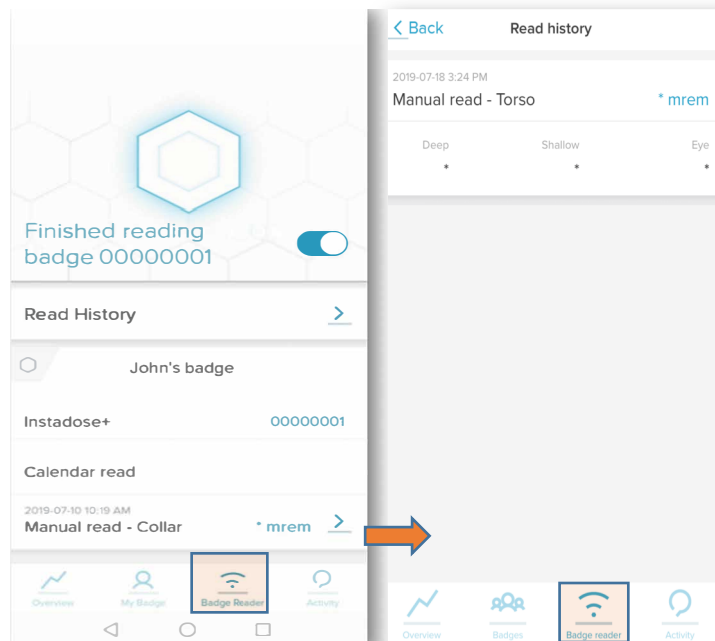 Finished reading
badge 00000001
Read History >
John's badge
Instadose+ 00000001
Calendar read
2019-07-10 10:19 AM
Manual read - Collar * mrem >
Overview My Badge Badge Reader Activity
< Back Read history
2019-07-18 3:24 PM
Manual read - Torso * mrem
Deep Shallow Eye
* * *
Overview Badges Badge reader Activity